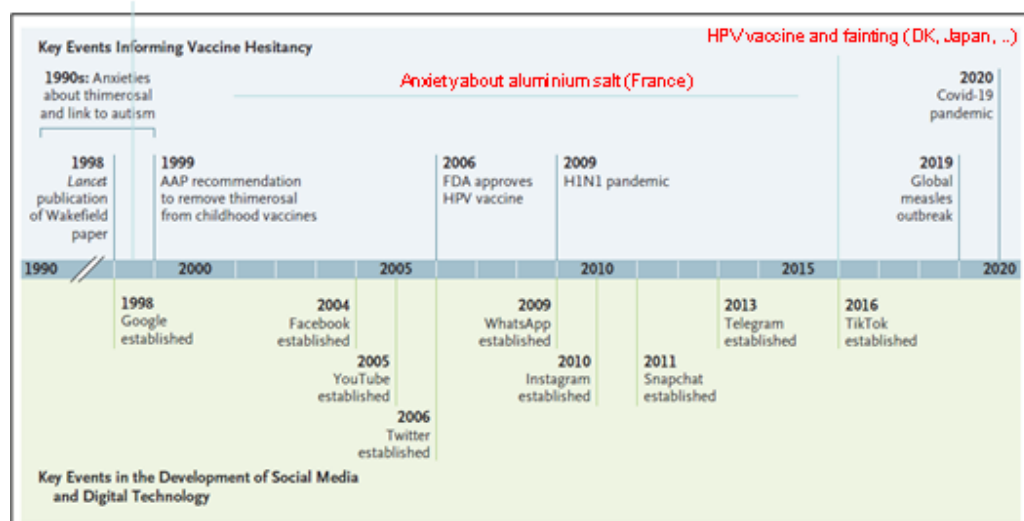 HPV vaccine and fainting (DK, Japan, ..)
Key Events Informing Vaccine Hesitancy
1990s: Anxieties
about thimerosal
and link to autism
Anxiety about aluminium salt (France)
2020
Covid-19
pandemic
1998
Lancet
publication
of Wakefield
paper
1999
AAP recommendation
to remove thimerosal
from childhood vaccines
2006
FDA approves
HPV vaccine
2009
H1N1 pandemic
2019
Global
measles
outbreak
1990 2000 2005 2010 2015 2020
1998
Google
established
2004
Facebook
established
2005
YouTube
established
2006
Twitter
established
2009
WhatsApp
established
2010
Instagram
established
2011
Snapchat
established
2013
Telegram
established
2016
TikTok
established
Key Events in the Development of Social Media
and Digital Technology